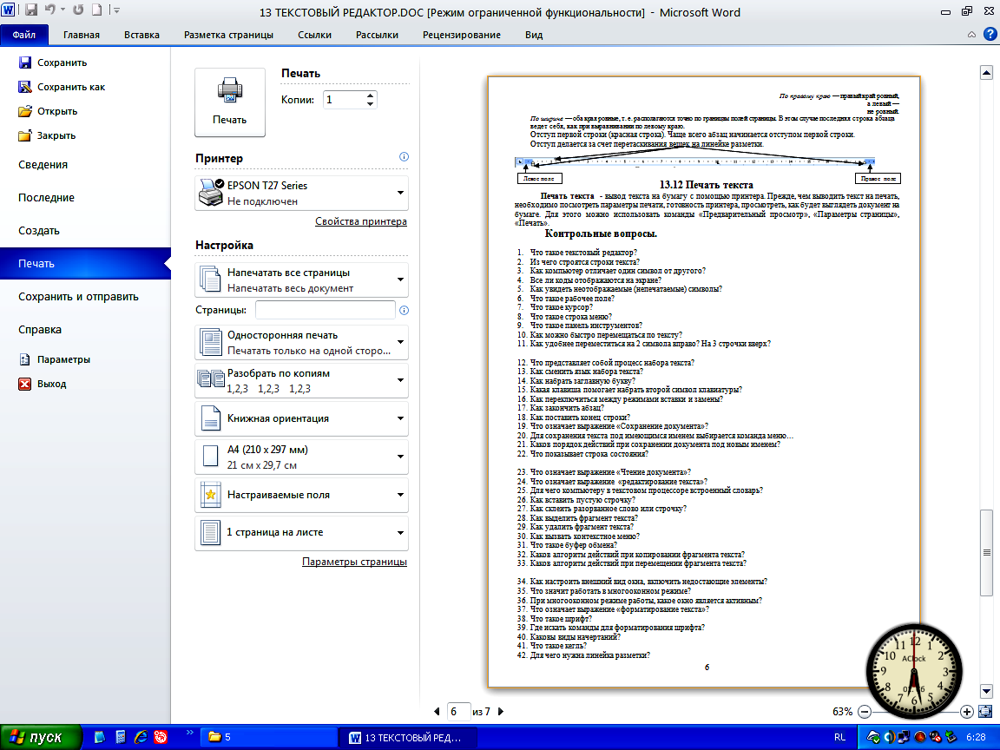 13 ТЕКСТОВЫЙ РЕДАКТОР.DOC [Режим ограниченной функциональности] - Microsoft Word
Файл Главная Вставка Разметка страницы Ссылки Рассылки Рецензирование Вид
Сохранить
Сохранить как
Открыть
Закрыть
Сведения
Последние
Создать
Печать
Сохранить и отправить
Справка
Параметры
Выход
Печать
Печать
Копии: 1
Принтер
EPSON T27 Series
Не подключен
Свойства принтера
Настройка
Напечатать все страницы
Напечатать весь документ
Страницы:
Односторонняя печать
Печатать только на одной сторо...
Разобрать по копиям
1,2,3 1,2,3 1,2,3
Книжная ориентация
A4 (210 x 297 мм)
21 см x 29,7 см
Настраиваемые поля
1 страница на листе
Параметры страницы
По правому краю — правый край ровный,
а левый —
не ровный.
По ширине — оба края ровные, т. е. располагаются точно по границам полей страницы. В этом случае последняя строка абзаца
ведет себя, как при выравнивании по левому краю.
Отступ первой строки (красная строка). Чаще всего абзац начинается отступом первой строки.
Отступ делается за счет перетаскивания вешек на линейке разметки.
Левое поле
Правое поле
13.12 Печать текста
Печать текста - вывод текста на бумагу с помощью принтера. Прежде, чем выводить текст на печать,
необходимо посмотреть параметры печати, готовность принтера, просмотреть, как будет выглядеть документ на
бумаге. Для этого можно использовать команды «Предварительный просмотр», «Параметры страницы»,
«Печать».
Контрольные вопросы.
1. Что такое текстовый редактор?
2. Из чего строятся строки текста?
3. Как компьютер отличает один символ от другого?
4. Все ли коды отображаются на экране?
5. Как увидеть неотображаемые (непечатаемые) символы?
6. Что такое рабочее поле?
7. Что такое курсор?
8. Что такое строка меню?
9. Что такое панель инструментов?
10. Как можно быстро перемещаться по тексту?
11. Как удобнее переместиться на 2 символа вправо? На 3 строчки вверх?
12. Что представляет собой процесс набора текста?
13. Как сменить язык набора текста?
14. Как набрать заглавную букву?
15. Какая клавиша помогает набрать второй символ клавиатуры?
16. Как переключиться между режимами вставки и замены?
17. Как закончить абзац?
18. Как поставить конец строки?
19. Что означает выражение «Сохранение документа»?
20. Для сохранения текста под имеющимся именем выбирается команда меню…
21. Каков порядок действий при сохранении документа под новым именем?
22. Что показывает строка состояния?
23. Что означает выражение «Чтение документа»?
24. Что означает выражение «редактирование текста»?
25. Для чего компьютеру в текстовом процессоре встроенный словарь?
26. Как вставить пустую строчку?
27. Как склеить разорванное слово или строчку?
28. Как выделить фрагмент текста?
29. Как удалить фрагмент текста?
30. Как вызвать контекстное меню?
31. Что такое буфер обмена?
32. Каков алгоритм действий при копировании фрагмента текста?
33. Каков алгоритм действий при перемещении фрагмента текста?
34. Как настроить внешний вид окна, включить недостающие элементы?
35. Что значит работать в многооконном режиме?
36. При многооконном режиме работы, какое окно является активным?
37. Что означает выражение «форматирование текста»?
38. Что такое шрифт?
39. Где искать команды для форматирования шрифта?
40. Каковы виды начертаний?
41. Что такое кегль?
42. Для чего нужна линейка разметки?
6
12 1 2 3 4 5 6 7 8 9 10 11
AClock
6 из 7
63%
пуск
5
13 ТЕКСТОВЫЙ РЕД...
RL
6:28